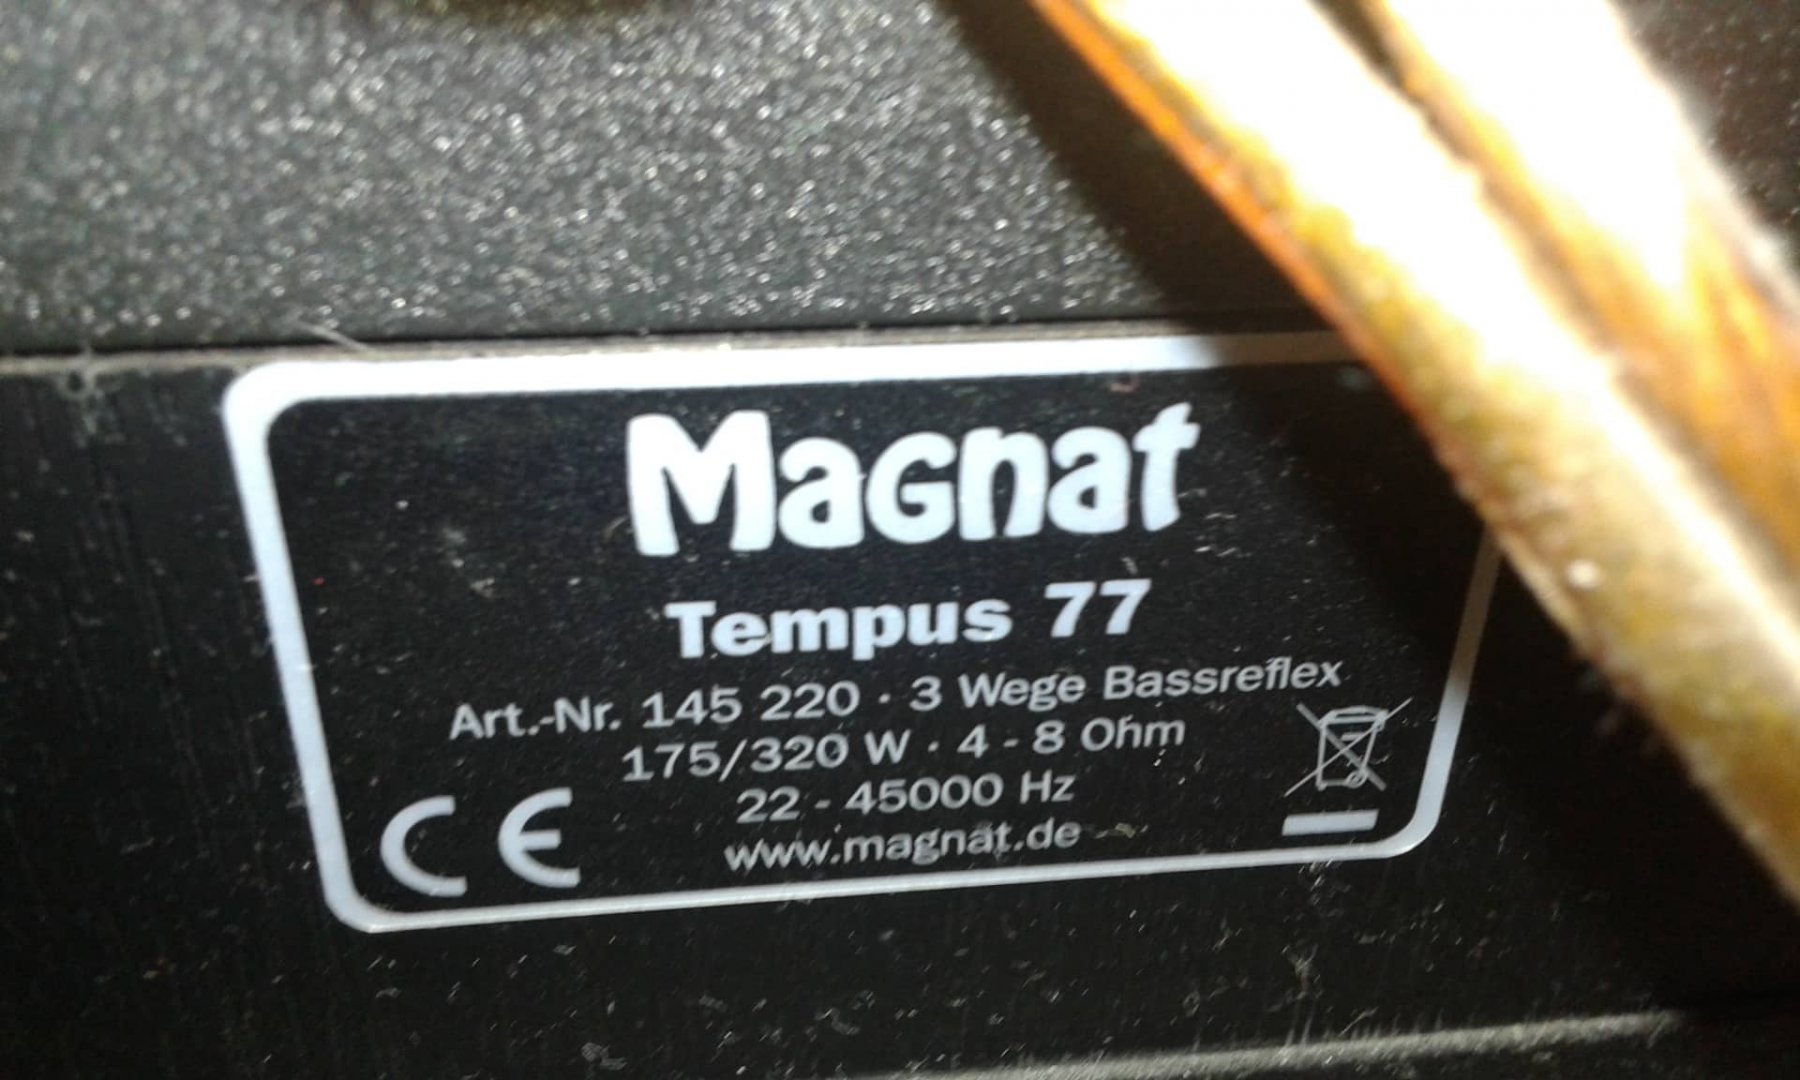 Magnat
Tempus 77
Art.-Nr. 145 220 · 3 Wege Bassreflex
175/320 W · 4 - 8 Ohm
22 - 45000 Hz
www.magnat.de
CE